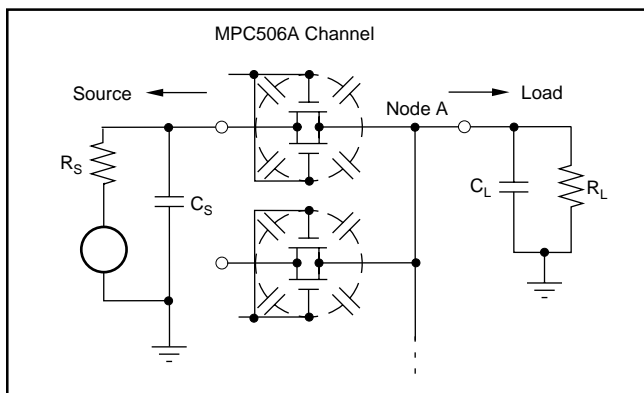 MPC506A Channel
Source
Node A
Load
R_S
C_S
C_L
R_L